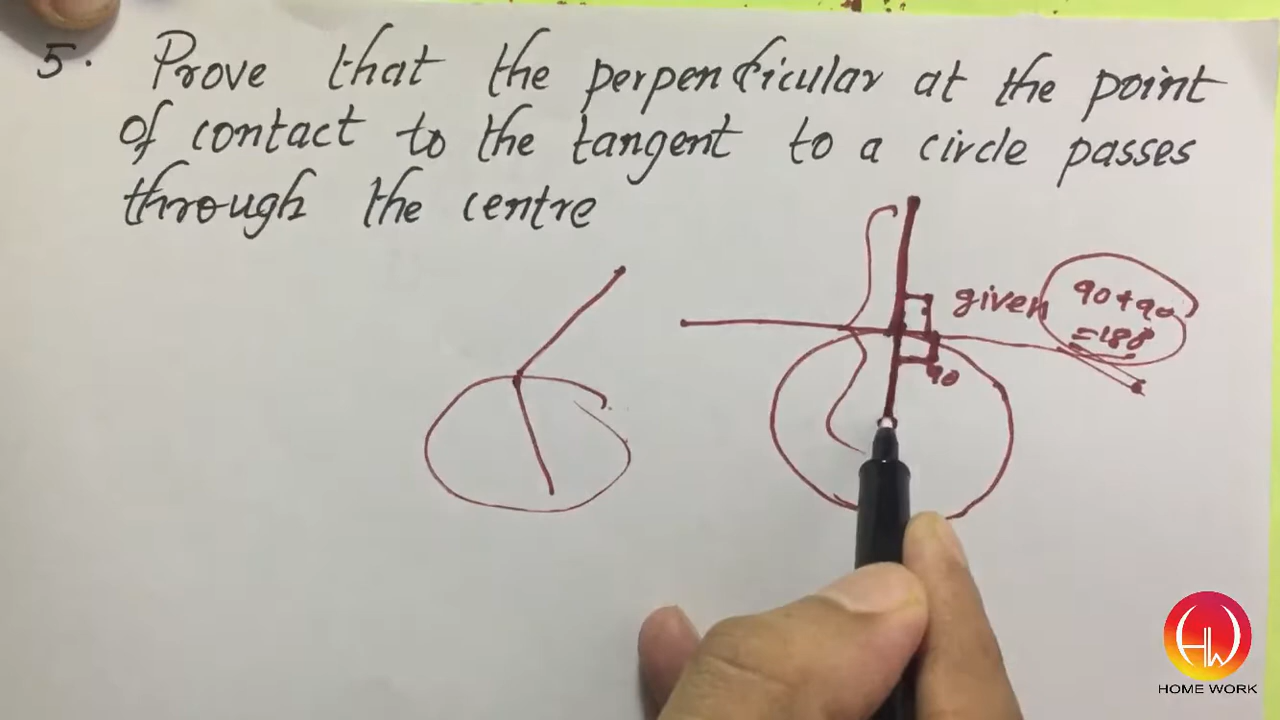 5. Prove that the perpendicular at the point
of contact to the tangent to a circle passes
through the centre
given
90+90
=180
90
HW
HOME WORK